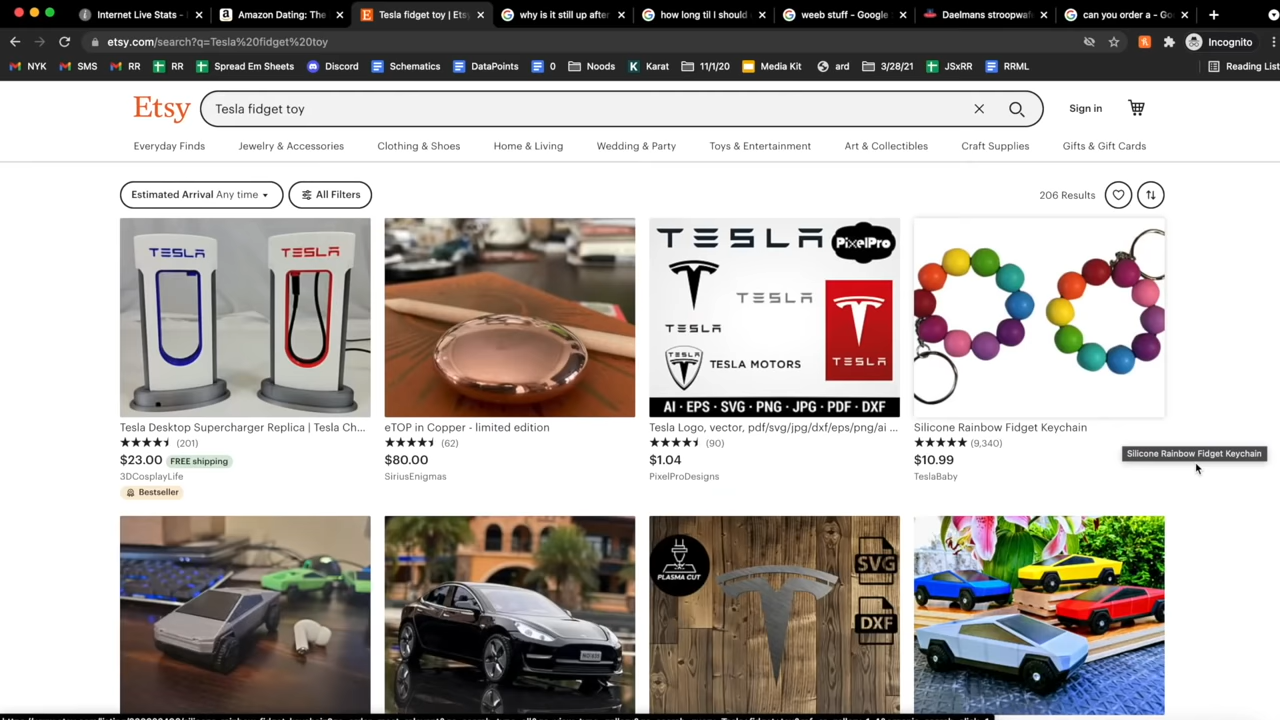 Internet Live Stats -
Amazon Dating: The
Tesla fidget toy | Ets
why is it still up after
how long til I should
weeb stuff - Google
Daelmans stroopwaf
can you order a - Go
etsy.com/search?q=Tesla%20fidget%20toy
Incognito
NYK
SMS
RR
RR
Spread Em Sheets
Discord
Schematics
DataPoints
0
Noods
Karat
11/1/20
Media Kit
ard
3/28/21
JSxRR
RRML
Reading List
Etsy
Tesla fidget toy
Sign in
Everyday Finds
Jewelry & Accessories
Clothing & Shoes
Home & Living
Wedding & Party
Toys & Entertainment
Art & Collectibles
Craft Supplies
Gifts & Gift Cards
Estimated Arrival Any time
All Filters
206 Results
TESLA
TESLA
TESLA
PixelPro
TESLA
TESLA
TESLA
TESLA
TESLA MOTORS
AI • EPS • SVG • PNG • JPG • PDF • DXF
Tesla Desktop Supercharger Replica | Tesla Ch...
(201)
$23.00 FREE shipping
3DCosplayLife
Bestseller
eTOP in Copper - limited edition
(62)
$80.00
SiriusEnigmas
Tesla Logo, vector, pdf/svg/jpg/dxf/eps/png/ai ...
(90)
$1.04
PixelProDesigns
Silicone Rainbow Fidget Keychain
(9,340)
$10.99
TeslaBaby
Silicone Rainbow Fidget Keychain
PLASMA CUT
SVG
DXF